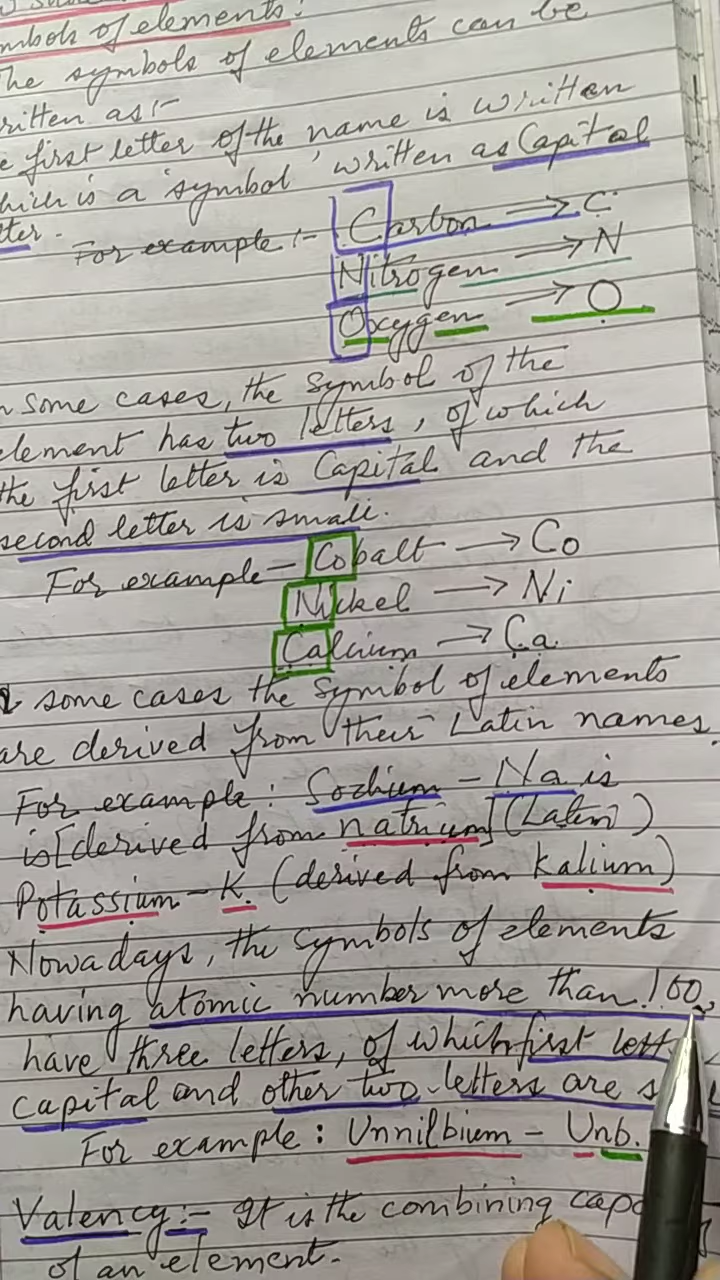 mbols of elements:
The symbols of elements can be
ritten as:-
e first letter of the name is written
hich is a 'symbol' written as Capital
tter.
For example :- Carbon ⟹ C
Nitrogen ⟹ N
Oxygen ⟹ O
n some cases, the symbol of the
element has two letters, of which
the first letter is Capital and the
second letter is small.
For example - Cobalt → Co
Nickel → Ni
Calcium → Ca
some cases the symbol of elements
are derived from their Latin names.
For example : Sodium - Na is
is [derived from natrium] (Latin)
Potassium - K. (derived from kalium)
Nowadays, the symbols of elements
having atomic number more than 100,
have three letters, of which first lett
capital and other two letters are s
For example : Unnilbium - Unb.
Valency :- It is the combining capa
of an element.